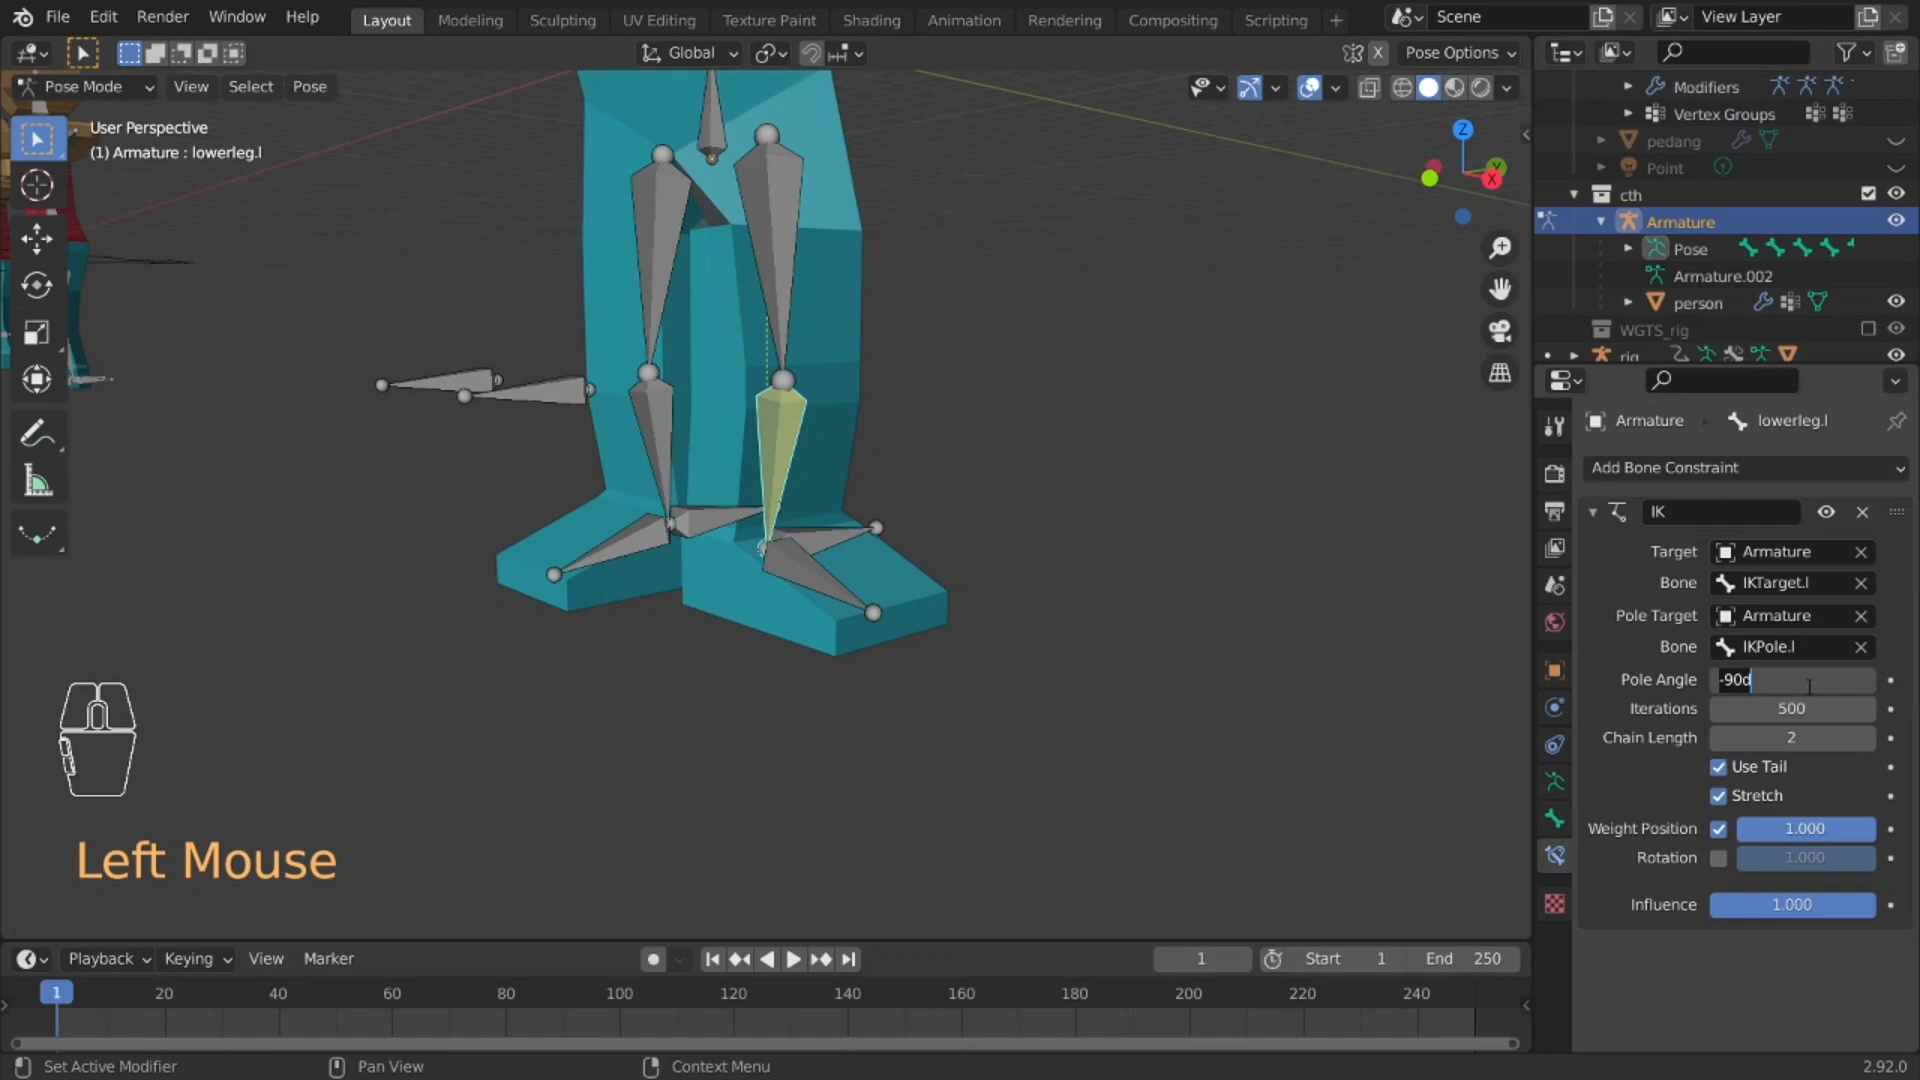 File Edit Render Window Help Layout Modeling Sculpting UV Editing Texture Paint Shading Animation Rendering Compositing Scripting + Scene View Layer
Global X Pose Options
Pose Mode View Select Pose
User Perspective
(1) Armature : lowerleg.l
Z
X
Modifiers
Vertex Groups
pedang
Point
cth
Armature
Pose
Armature.002
person
WGTS_rig
rig
Armature lowerleg.l
Add Bone Constraint
IK
Target Armature
Bone IKTarget.l
Pole Target Armature
Bone IKPole.l
Pole Angle -90d
Iterations 500
Chain Length 2
Use Tail
Stretch
Weight Position 1.000
Rotation 1.000
Influence 1.000
Left Mouse
Playback Keying View Marker 1 Start 1 End 250
1 20 40 60 80 100 120 140 160 180 200 220 240
Set Active Modifier Pan View Context Menu 2.92.0